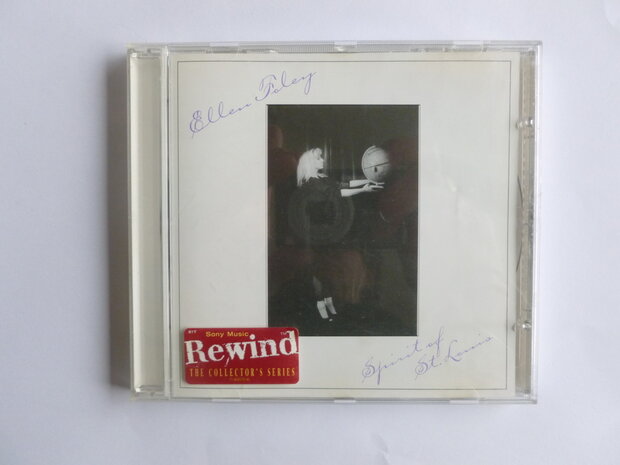 Ellen Foley
Sony Music
Rewind
THE COLLECTOR'S SERIES
Spirit of
St. Louis